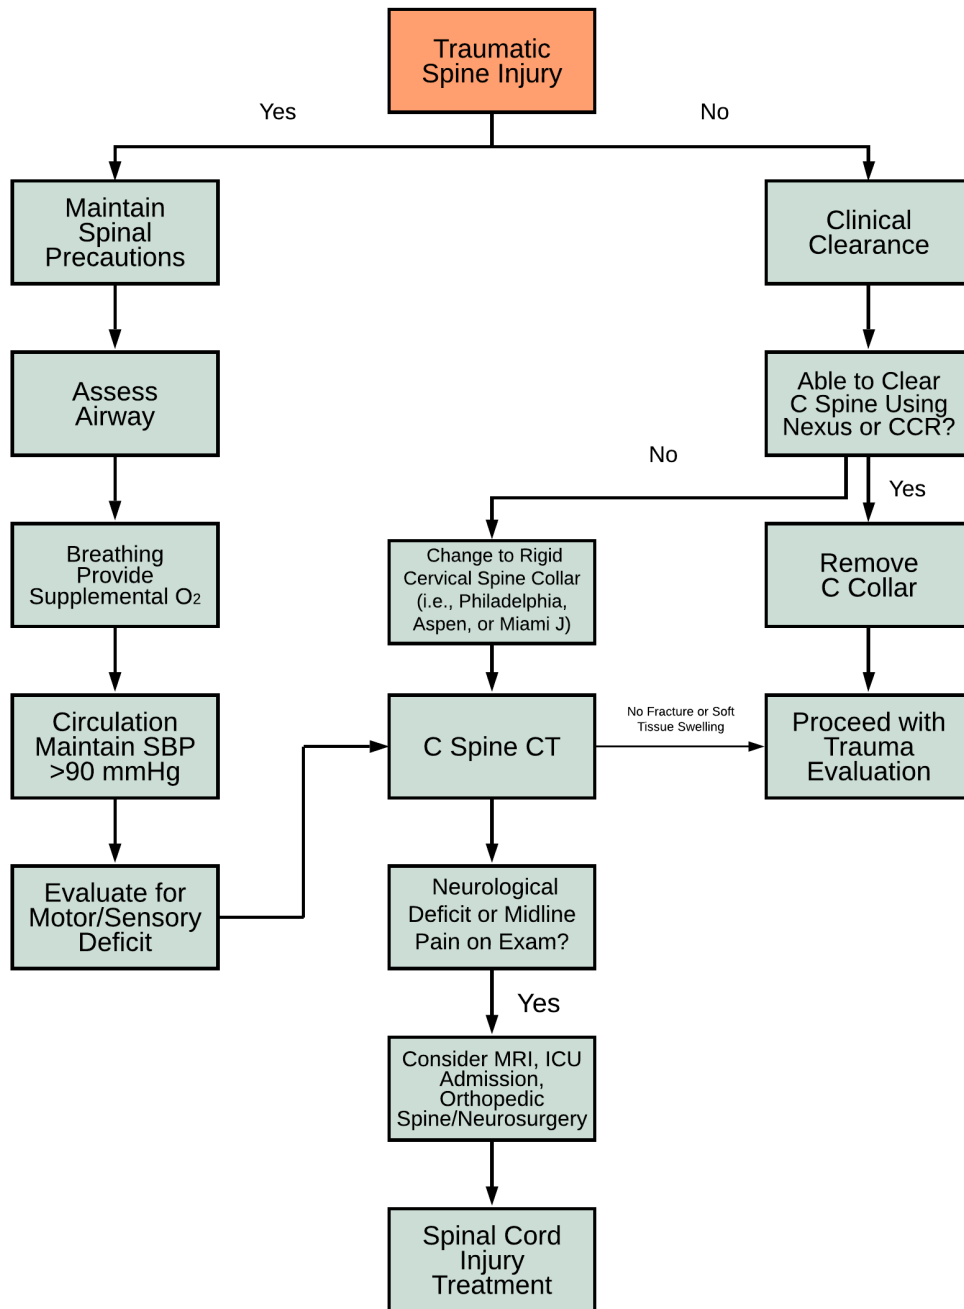 Traumatic
Spine Injury
Yes
No
Maintain
Spinal
Precautions
Clinical
Clearance
Assess
Airway
Able to Clear
C Spine Using
Nexus or CCR?
No
Yes
Breathing
Provide
Supplemental O₂
Change to Rigid
Cervical Spine Collar
(i.e., Philadelphia,
Aspen, or Miami J)
Remove
C Collar
Circulation
Maintain SBP
>90 mmHg
C Spine CT
No Fracture or Soft
Tissue Swelling
Proceed with
Trauma
Evaluation
Evaluate for
Motor/Sensory
Deficit
Neurological
Deficit or Midline
Pain on Exam?
Yes
Consider MRI, ICU
Admission,
Orthopedic
Spine/Neurosurgery
Spinal Cord
Injury
Treatment